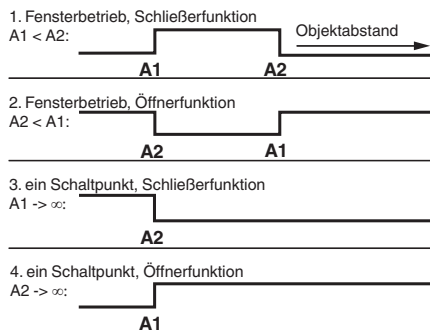 1. Fensterbetrieb, Schließerfunktion
A1 < A2:
Objektabstand
A1
A2
2. Fensterbetrieb, Öffnerfunktion
A2 < A1:
A2
A1
3. ein Schaltpunkt, Schließerfunktion
A1 -> ∞:
A2
4. ein Schaltpunkt, Öffnerfunktion
A2 -> ∞:
A1